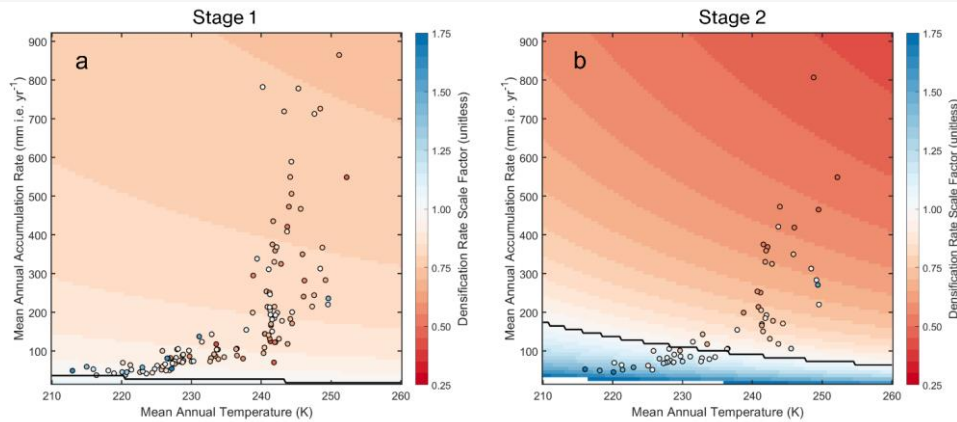 Stage 1
Stage 2
a
900
800
700
600
500
400
300
200
100
Mean Annual Accumulation Rate (mm i.e. yr⁻¹)
210 220 230 240 250 260
Mean Annual Temperature (K)
1.75
1.50
1.25
1.00
0.75
0.50
0.25
Densification Rate Scale Factor (unitless)
b
900
800
700
600
500
400
300
200
100
Mean Annual Accumulation Rate (mm i.e. yr⁻¹)
210 220 230 240 250 260
Mean Annual Temperature (K)
1.75
1.50
1.25
1.00
0.75
0.50
0.25
Densification Rate Scale Factor (unitless)